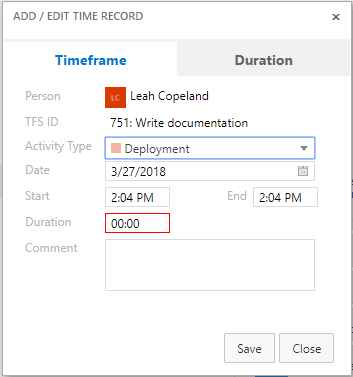 ADD / EDIT TIME RECORD ×
Timeframe Duration
Person LC Leah Copeland
TFS ID 751: Write documentation
Activity Type Deployment
Date 3/27/2018
Start 2:04 PM End 2:04 PM
Duration 00:00
Comment
Save Close